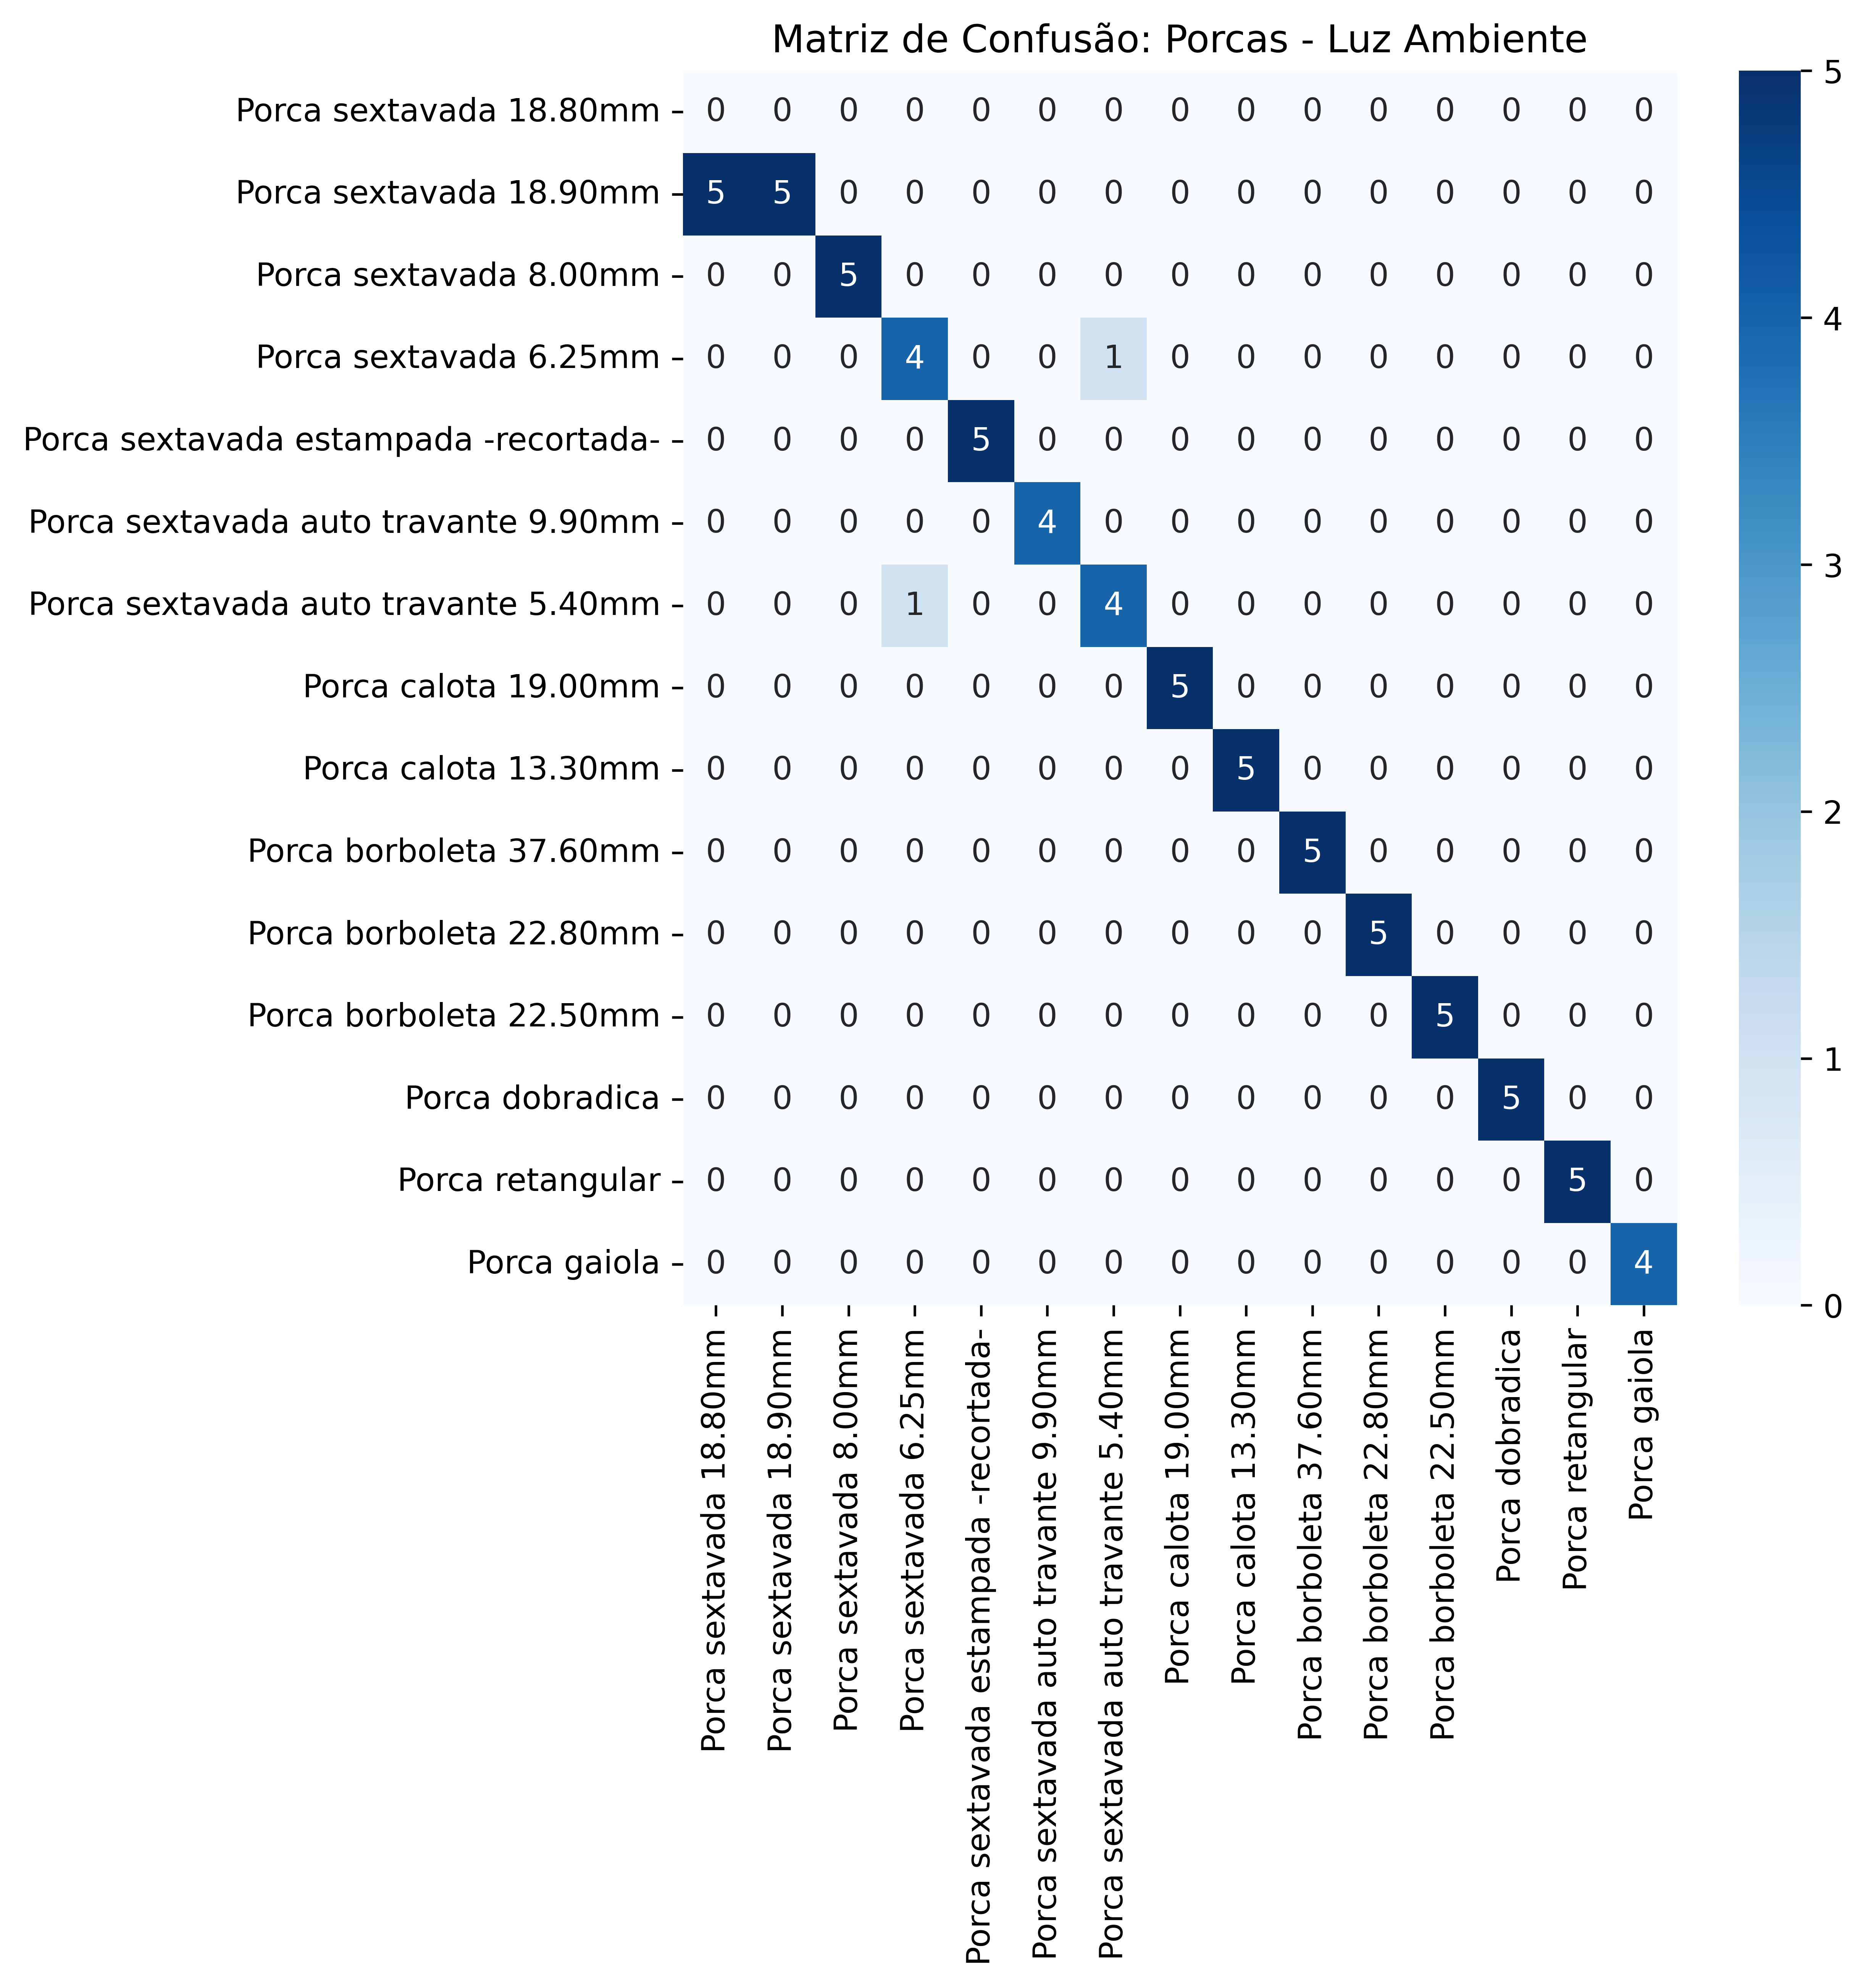 Matriz de Confusão: Porcas - Luz Ambiente
Porca sextavada 18.80mm 0 0 0 0 0 0 0 0 0 0 0 0 0 0 0
Porca sextavada 18.90mm 5 5 0 0 0 0 0 0 0 0 0 0 0 0 0
Porca sextavada 8.00mm 0 0 5 0 0 0 0 0 0 0 0 0 0 0 0
Porca sextavada 6.25mm 0 0 0 4 0 0 1 0 0 0 0 0 0 0 0
Porca sextavada estampada -recortada- 0 0 0 0 5 0 0 0 0 0 0 0 0 0 0
Porca sextavada auto travante 9.90mm 0 0 0 0 0 4 0 0 0 0 0 0 0 0 0
Porca sextavada auto travante 5.40mm 0 0 0 1 0 0 4 0 0 0 0 0 0 0 0
Porca calota 19.00mm 0 0 0 0 0 0 0 5 0 0 0 0 0 0 0
Porca calota 13.30mm 0 0 0 0 0 0 0 0 5 0 0 0 0 0 0
Porca borboleta 37.60mm 0 0 0 0 0 0 0 0 0 5 0 0 0 0 0
Porca borboleta 22.80mm 0 0 0 0 0 0 0 0 0 0 5 0 0 0 0
Porca borboleta 22.50mm 0 0 0 0 0 0 0 0 0 0 0 5 0 0 0
Porca dobradica 0 0 0 0 0 0 0 0 0 0 0 0 5 0 0
Porca retangular 0 0 0 0 0 0 0 0 0 0 0 0 0 5 0
Porca gaiola 0 0 0 0 0 0 0 0 0 0 0 0 0 0 4
Porca sextavada 18.80mm
Porca sextavada 18.90mm
Porca sextavada 8.00mm
Porca sextavada 6.25mm
Porca sextavada estampada -recortada-
Porca sextavada auto travante 9.90mm
Porca sextavada auto travante 5.40mm
Porca calota 19.00mm
Porca calota 13.30mm
Porca borboleta 37.60mm
Porca borboleta 22.80mm
Porca borboleta 22.50mm
Porca dobradica
Porca retangular
Porca gaiola
5
4
3
2
1
0